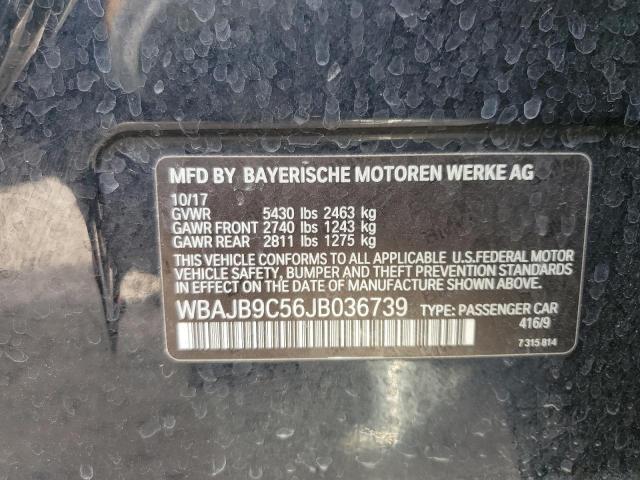 MFD BY BAYERISCHE MOTOREN WERKE AG
10/17
GVWR 5430 lbs 2463 kg
GAWR FRONT 2740 lbs 1243 kg
GAWR REAR 2811 lbs 1275 kg
THIS VEHICLE CONFORMS TO ALL APPLICABLE U.S.FEDERAL MOTOR
VEHICLE SAFETY, BUMPER AND THEFT PREVENTION STANDARDS
IN EFFECT ON THE DATE OF MANUFACTURE SHOWN ABOVE.
WBAJB9C56JB036739 TYPE: PASSENGER CAR
416/9
7 315 814